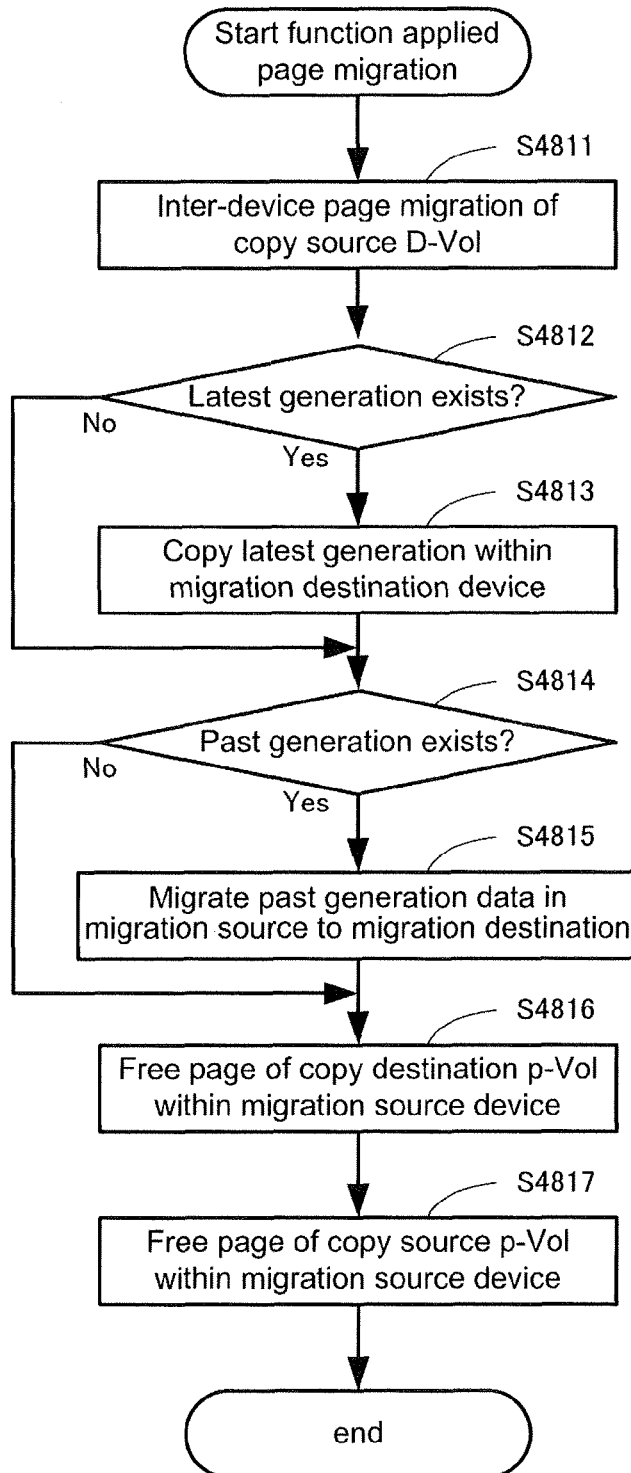 Start function applied
page migration
S4811
Inter-device page migration of
copy source D-Vol
S4812
Latest generation exists?
No
Yes
S4813
Copy latest generation within
migration destination device
S4814
Past generation exists?
No
Yes
S4815
Migrate past generation data in
migration source to migration destination
S4816
Free page of copy destination p-Vol
within migration source device
S4817
Free page of copy source p-Vol
within migration source device
end